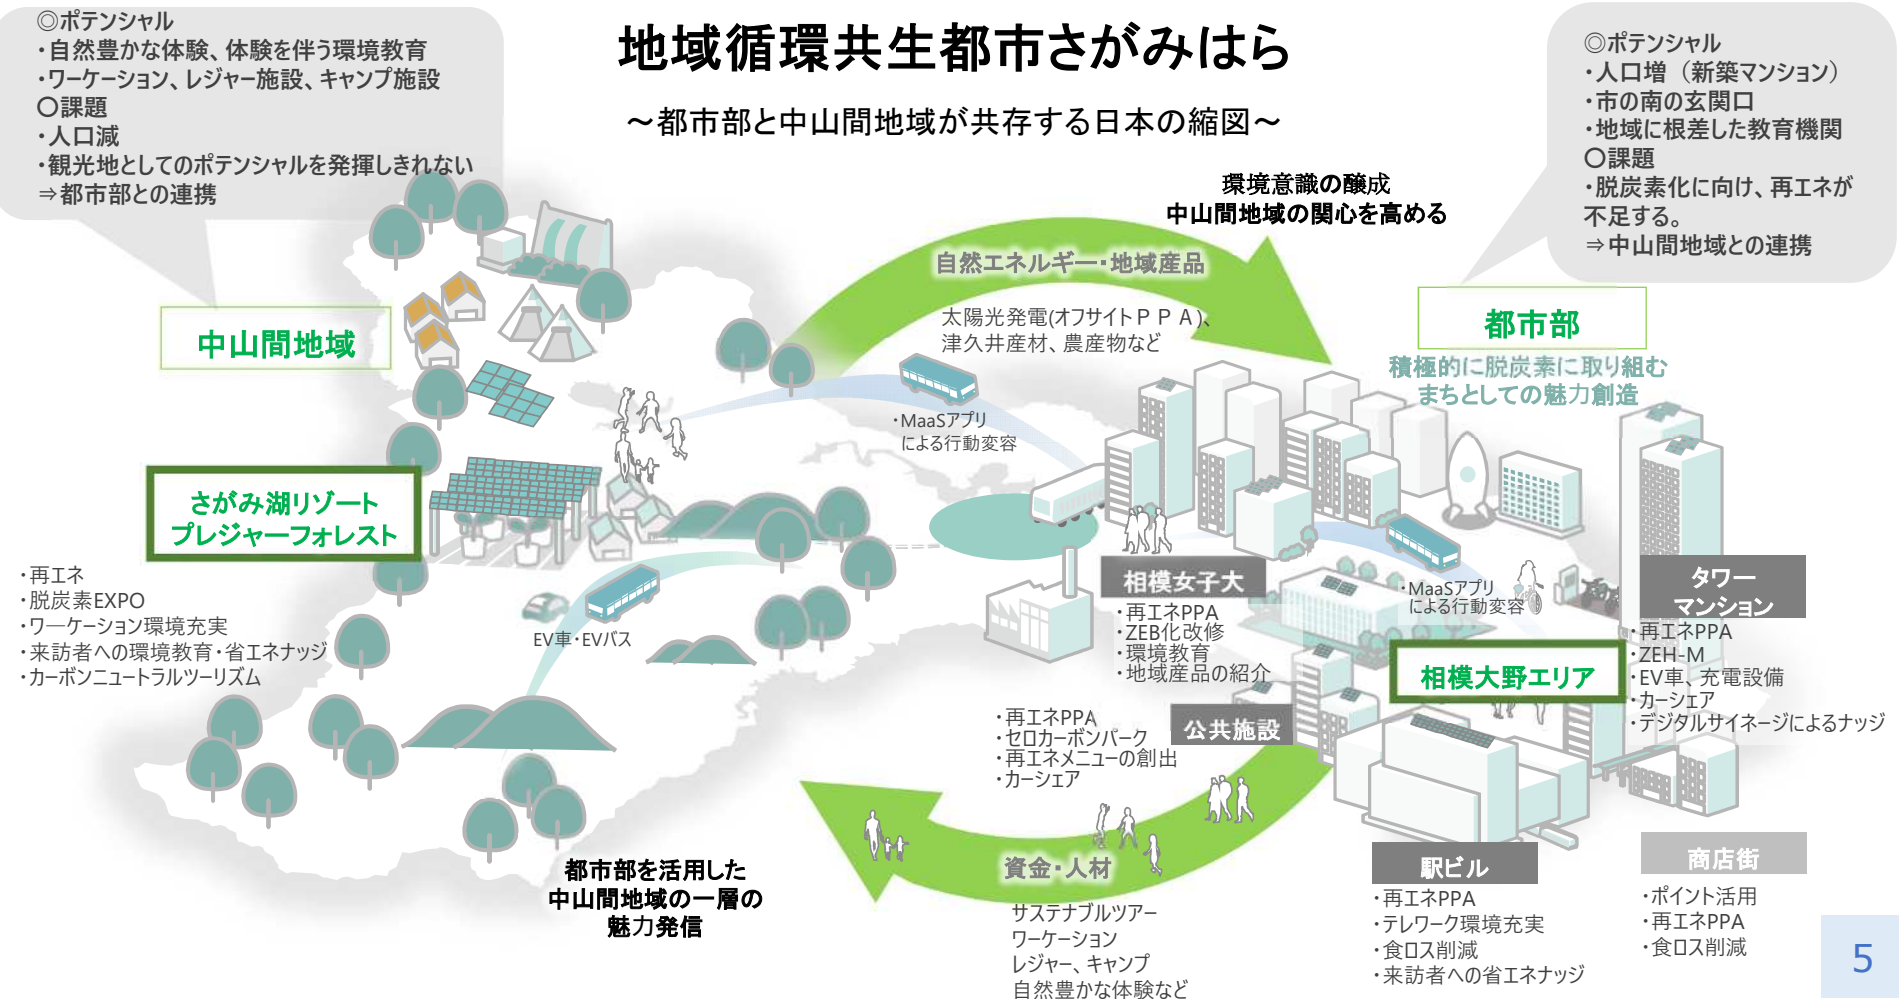 地域循環共生都市さがみはら
～都市部と中山間地域が共存する日本の縮図～
◎ポテンシャル
・自然豊かな体験、体験を伴う環境教育
・ワーケーション、レジャー施設、キャンプ施設
〇課題
・人口減
・観光地としてのポテンシャルを発揮しきれない
⇒都市部との連携
◎ポテンシャル
・人口増（新築マンション）
・市の南の玄関口
・地域に根差した教育機関
〇課題
・脱炭素化に向け、再エネが
不足する。
⇒中山間地域との連携
環境意識の醸成
中山間地域の関心を高める
自然エネルギー・地域産品
太陽光発電(オフサイトＰＰＡ)、
津久井産材、農産物など
中山間地域
都市部
積極的に脱炭素に取り組む
まちとしての魅力創造
・MaaSアプリ
による行動変容
さがみ湖リゾート
プレジャーフォレスト
・再エネ
・脱炭素EXPO
・ワ―ケーション環境充実
・来訪者への環境教育・省エネナッジ
・カーボンニュートラルツーリズム
EV車・EVバス
相模女子大
・再エネPPA
・ZEB化改修
・環境教育
・地域産品の紹介
・MaaSアプリ
による行動変容
タワー
マンション
・再エネPPA
・ZEH-M
・EV車、充電設備
・カーシェア
・デジタルサイネージによるナッジ
相模大野エリア
公共施設
・再エネPPA
・セロカーボンパーク
・再エネメニューの創出
・カーシェア
資金・人材
サステナブルツアー
ワーケーション
レジャー、キャンプ
自然豊かな体験など
都市部を活用した
中山間地域の一層の
魅力発信
駅ビル
・再エネPPA
・テレワーク環境充実
・食ロス削減
・来訪者への省エネナッジ
商店街
・ポイント活用
・再エネPPA
・食ロス削減
5